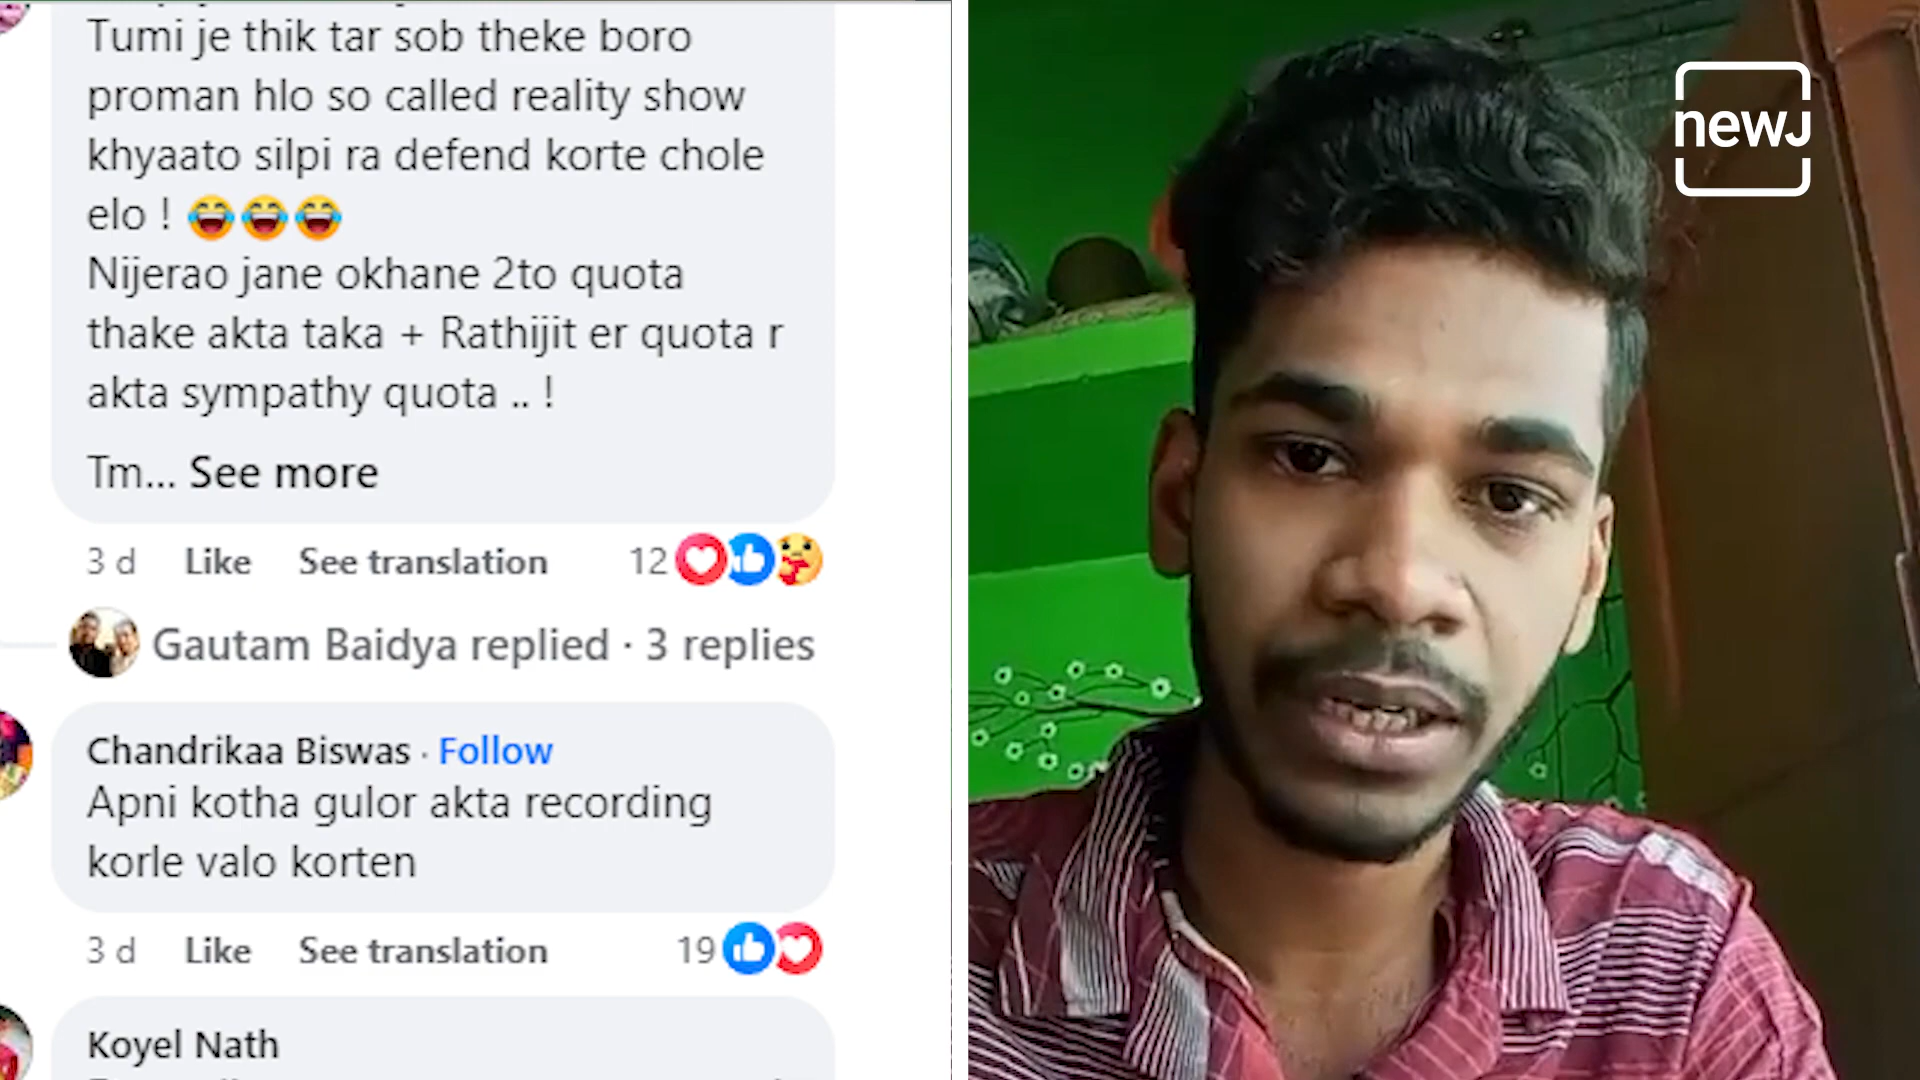 Tumi je thik tar sob theke boro
proman hlo so called reality show
khyaato silpi ra defend korte chole
elo ! 😂😂😂
Nijerao jane okhane 2to quota
thake akta taka + Rathijit er quota r
akta sympathy quota .. !
Tm... See more
3 d Like See translation 12
Gautam Baidya replied · 3 replies
Chandrikaa Biswas · Follow
Apni kotha gulor akta recording
korle valo korten
3 d Like See translation 19
Koyel Nath
newJ